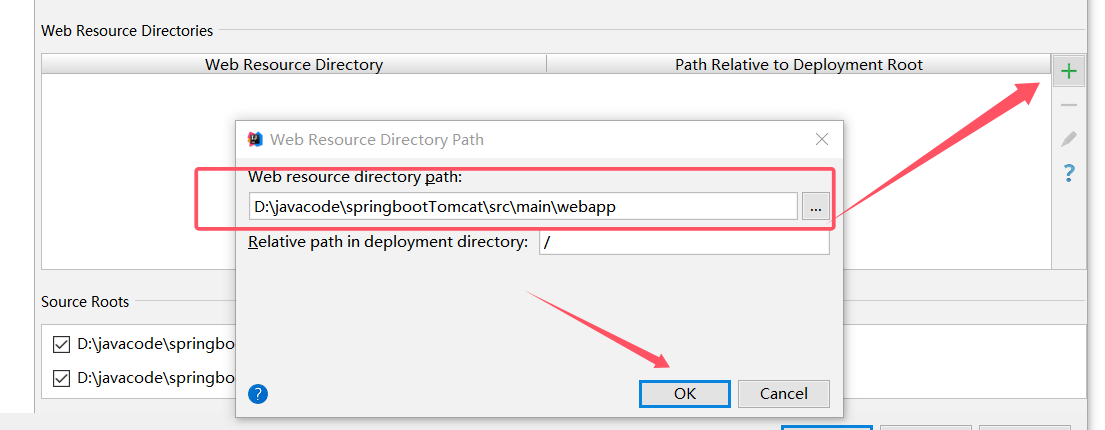 Web Resource Directories
Web Resource Directory Path Relative to Deployment Root
Web Resource Directory Path
Web resource directory path:
D:\javacode\springbootTomcat\src\main\webapp ...
Relative path in deployment directory: /
Source Roots
D:\javacode\springbo
D:\javacode\springbo
? OK Cancel